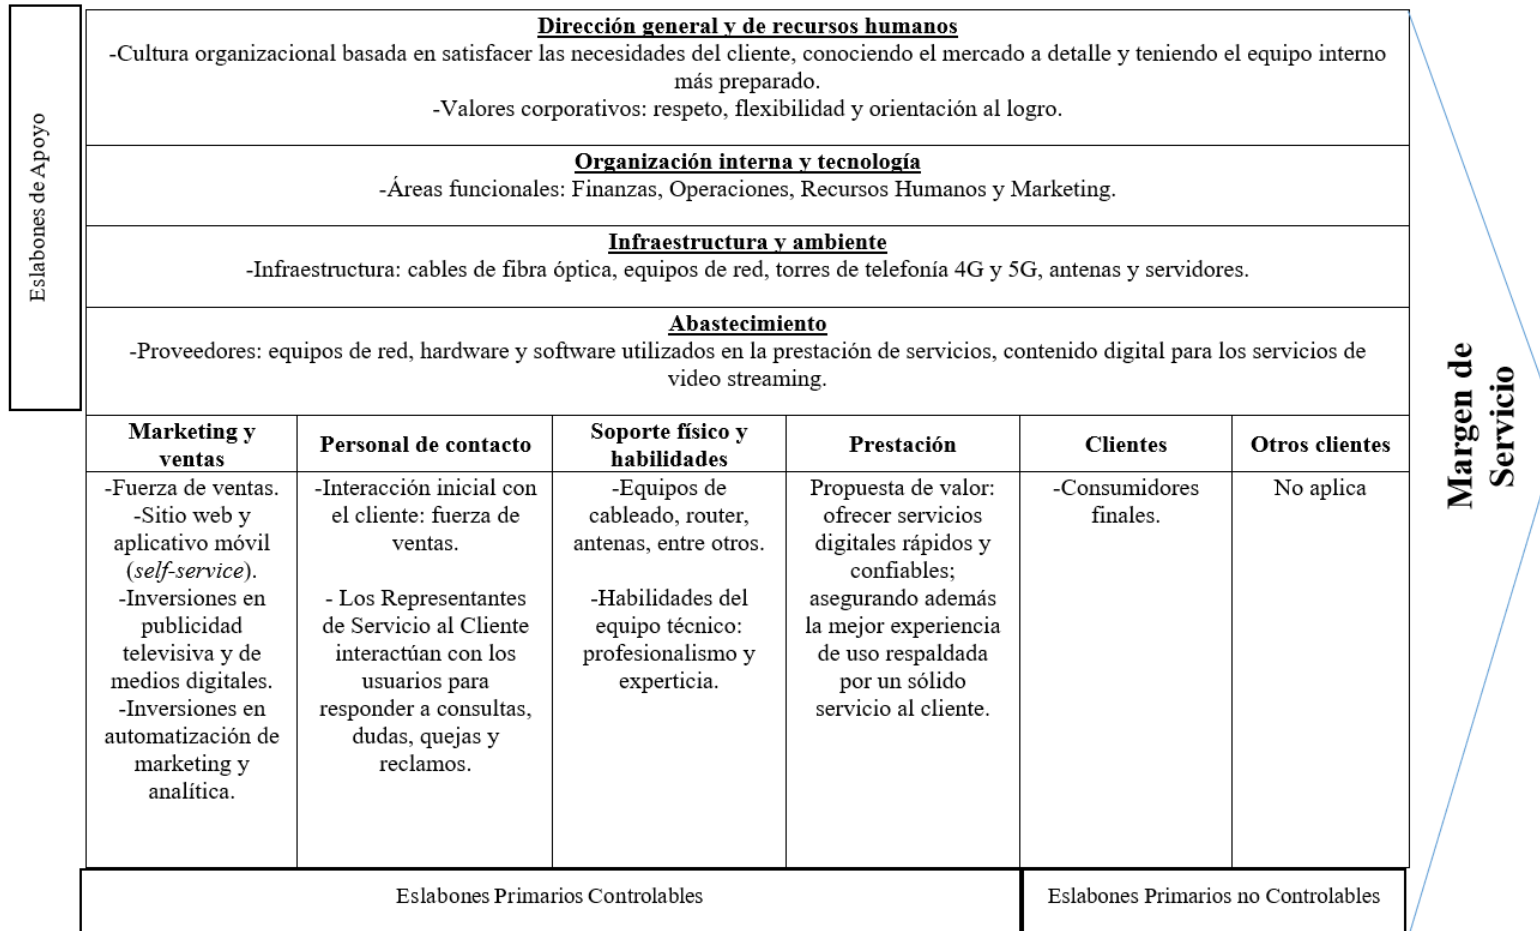 Eslabones de Apoyo
Dirección general y de recursos humanos
-Cultura organizacional basada en satisfacer las necesidades del cliente, conociendo el mercado a detalle y teniendo el equipo interno
más preparado.
-Valores corporativos: respeto, flexibilidad y orientación al logro.
Organización interna y tecnología
-Áreas funcionales: Finanzas, Operaciones, Recursos Humanos y Marketing.
Infraestructura y ambiente
-Infraestructura: cables de fibra óptica, equipos de red, torres de telefonía 4G y 5G, antenas y servidores.
Abastecimiento
-Proveedores: equipos de red, hardware y software utilizados en la prestación de servicios, contenido digital para los servicios de
video streaming.
Marketing y
ventas
-Fuerza de ventas.
-Sitio web y
aplicativo móvil
(self-service).
-Inversiones en
publicidad
televisiva y de
medios digitales.
-Inversiones en
automatización de
marketing y
analítica.
Personal de contacto
-Interacción inicial con
el cliente: fuerza de
ventas.
- Los Representantes
de Servicio al Cliente
interactúan con los
usuarios para
responder a consultas,
dudas, quejas y
reclamos.
Soporte físico y
habilidades
-Equipos de
cableado, router,
antenas, entre otros.
-Habilidades del
equipo técnico:
profesionalismo y
experticia.
Prestación
Propuesta de valor:
ofrecer servicios
digitales rápidos y
confiables;
asegurando además
la mejor experiencia
de uso respaldada
por un sólido
servicio al cliente.
Clientes
-Consumidores
finales.
Otros clientes
No aplica
Eslabones Primarios Controlables
Eslabones Primarios no Controlables
Margen de
Servicio